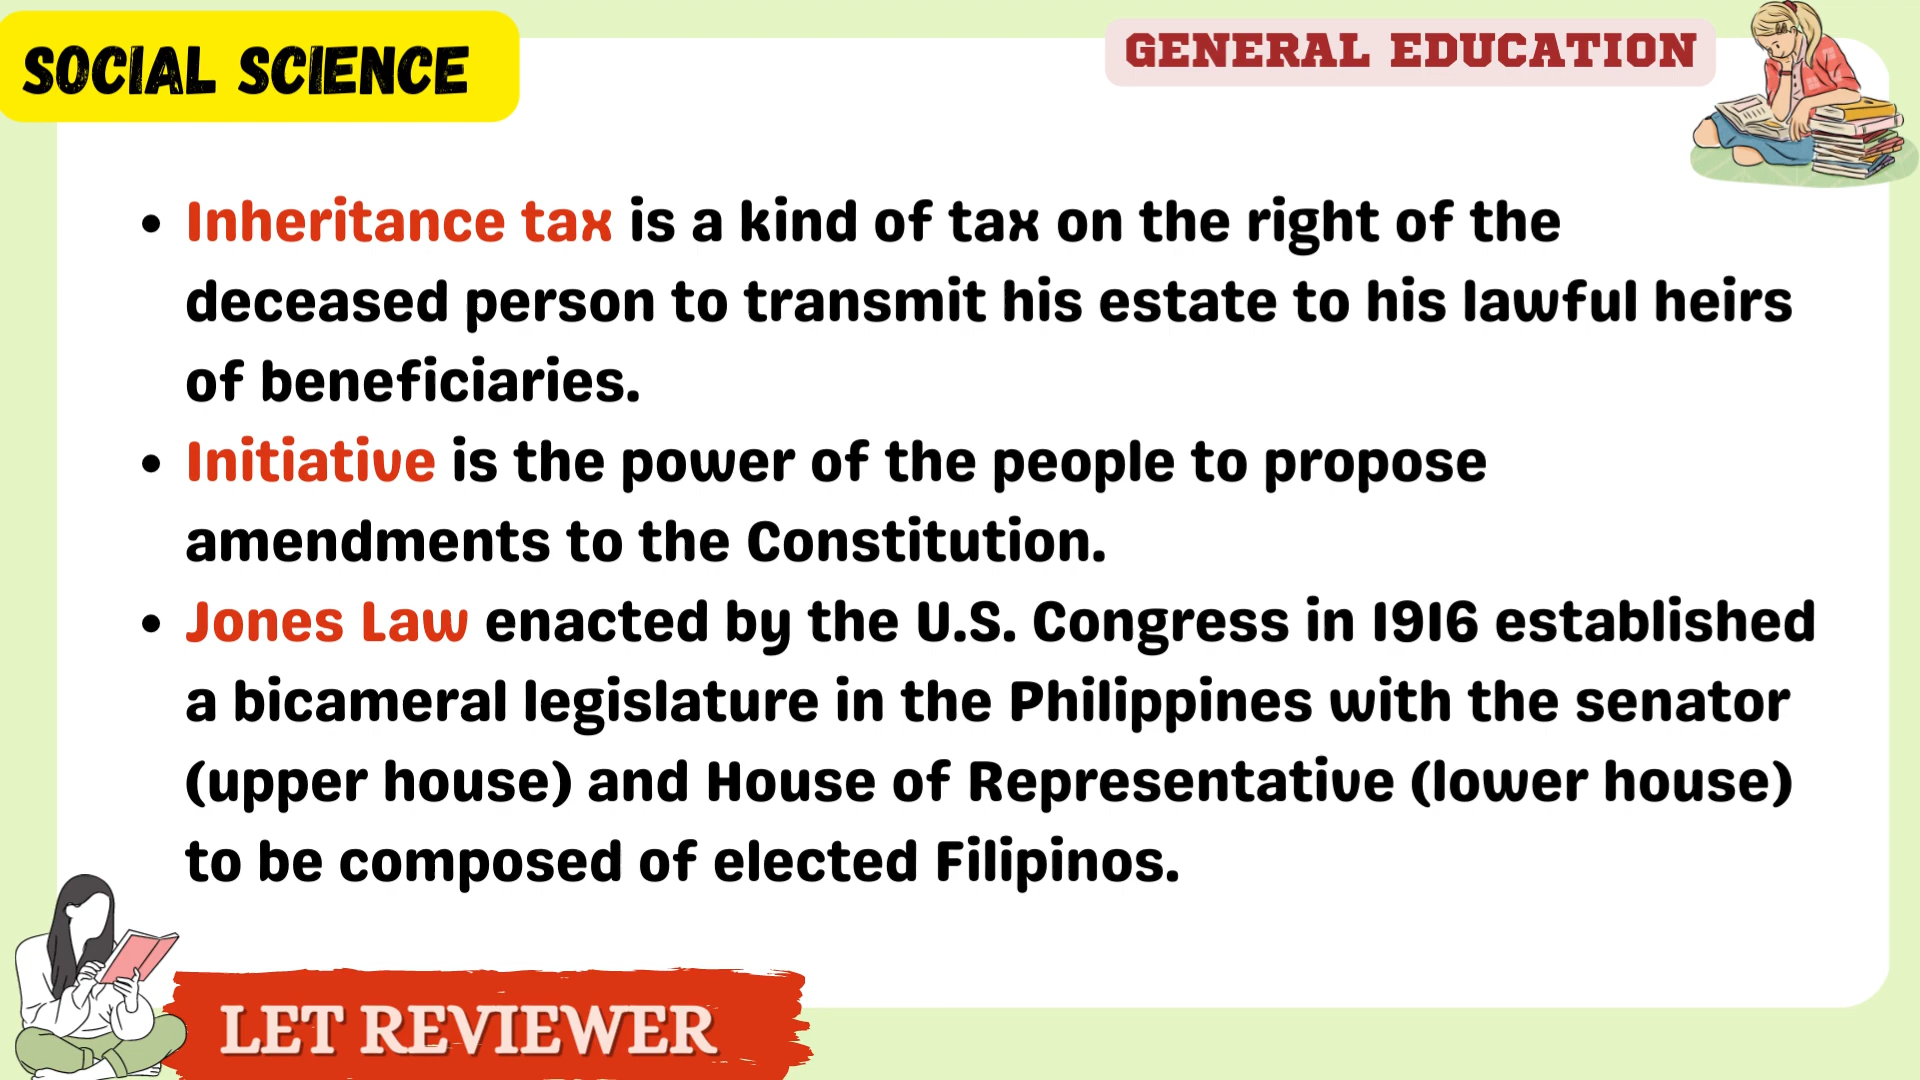 SOCIAL SCIENCE
GENERAL EDUCATION
• Inheritance tax is a kind of tax on the right of the
deceased person to transmit his estate to his lawful heirs
of beneficiaries.
• Initiative is the power of the people to propose
amendments to the Constitution.
• Jones Law enacted by the U.S. Congress in 1916 established
a bicameral legislature in the Philippines with the senator
(upper house) and House of Representative (lower house)
to be composed of elected Filipinos.
LET REVIEWER